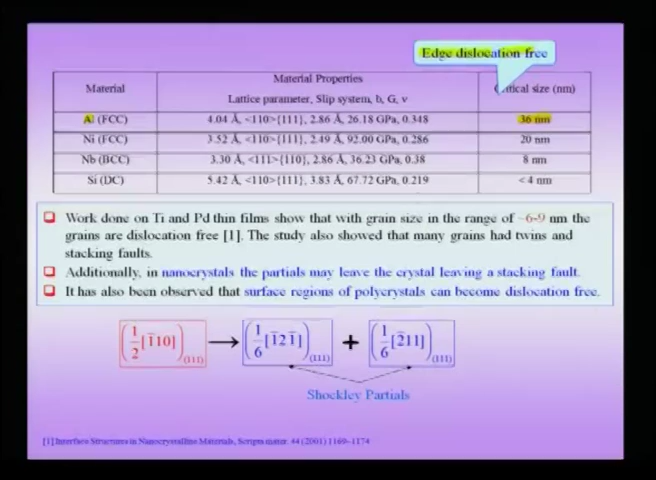 Edge dislocation free
Material
Material Properties
Lattice parameter, Slip system, b, G, ν
Critical size (nm)
Al (FCC) 4.04 Å, <110>{111}, 2.86 Å, 26.18 GPa, 0.348 36 nm
Ni (FCC) 3.52 Å, <110>{111}, 2.49 Å, 92.00 GPa, 0.286 20 nm
Nb (BCC) 3.30 Å, <111>{110}, 2.86 Å, 36.23 GPa, 0.38 8 nm
Si (DC) 5.42 Å, <110>{111}, 3.83 Å, 67.72 GPa, 0.219 < 4 nm
❑ Work done on Ti and Pd thin films show that with grain size in the range of ~6-9 nm the
grains are dislocation free [1]. The study also showed that many grains had twins and
stacking faults.
❑ Additionally, in nanocrystals the partials may leave the crystal leaving a stacking fault.
❑ It has also been observed that surface regions of polycrystals can become dislocation free.
(1/2 [1̄10])(111) → (1/6 [1̄21̄])(111) + (1/6 [2̄11])(111)
Shockley Partials
[1] Interface Structures in Nanocrystalline Materials, Scripta mater. 44 (2001) 1169–1174